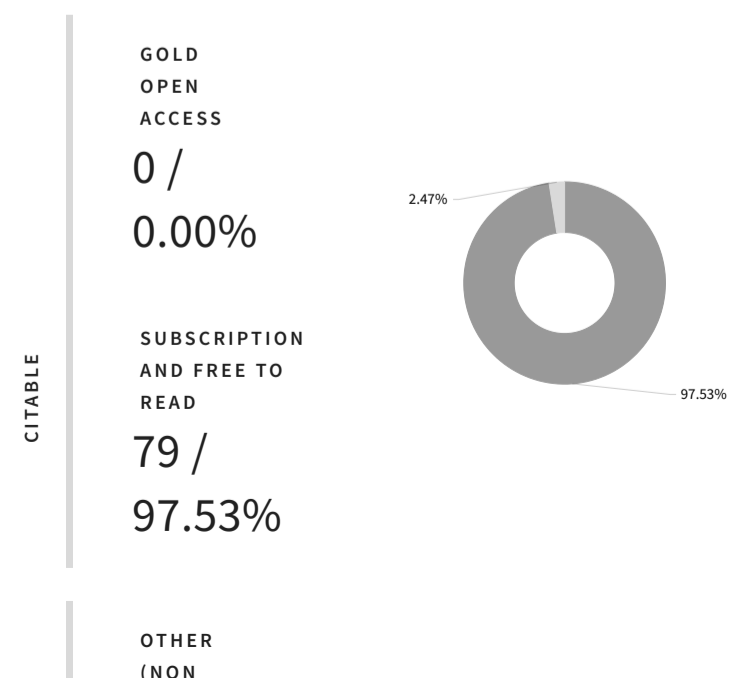 GOLD
OPEN
ACCESS
0 /
0.00%
SUBSCRIPTION
AND FREE TO
READ
79 /
97.53%
CITABLE
2.47%
97.53%
OTHER
(NON